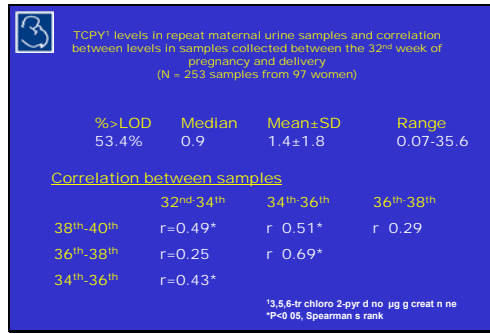 TCPY¹ levels in repeat maternal urine samples and correlation
between levels in samples collected between the 32ⁿᵈ week of
pregnancy and delivery
(N = 253 samples from 97 women)
%>LOD Median Mean±SD Range
53.4% 0.9 1.4±1.8 0.07-35.6
Correlation between samples
32ⁿᵈ-34ᵗʰ 34ᵗʰ-36ᵗʰ 36ᵗʰ-38ᵗʰ
38ᵗʰ-40ᵗʰ r=0.49* r 0.51* r 0.29
36ᵗʰ-38ᵗʰ r=0.25 r 0.69*
34ᵗʰ-36ᵗʰ r=0.43*
¹3,5,6-tr chloro 2-pyr d no µg g creat n ne
*P<0 05, Spearman s rank